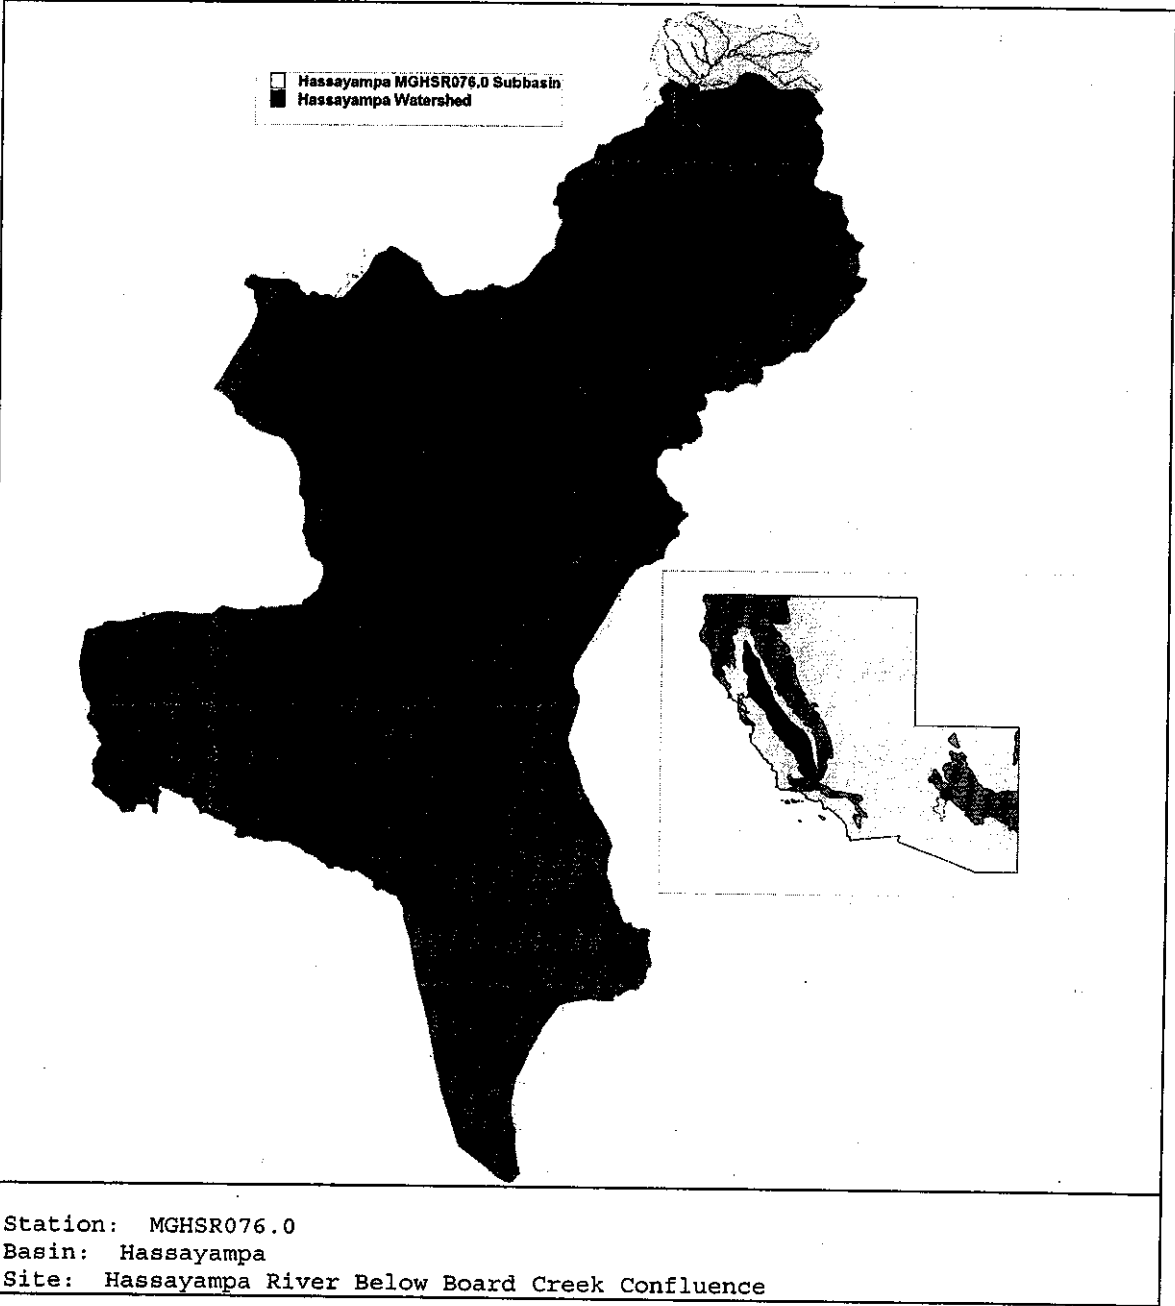 Hassayampa MGHSR076.0 Subbasin
Hassayampa Watershed
Station: MGHSR076.0
Basin: Hassayampa
Site: Hassayampa River Below Board Creek Confluence